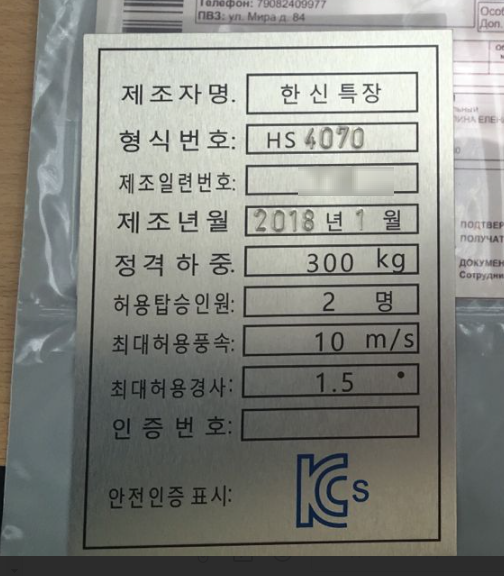 Телефон: 79082409977
ПВЗ: ул. Мира д. 84
제조자명. 한신특장
형식번호: HS 4070
제조일련번호:
제조년월 2018 년 1 월
정격하중. 300 kg
허용탑승인원: 2 명
최대허용풍속: 10 m/s
최대허용경사: 1.5 °
인증번호:
안전인증 표시: KCs
ПОЛУЧАТ
ДОКУМЕН
Сотрудни